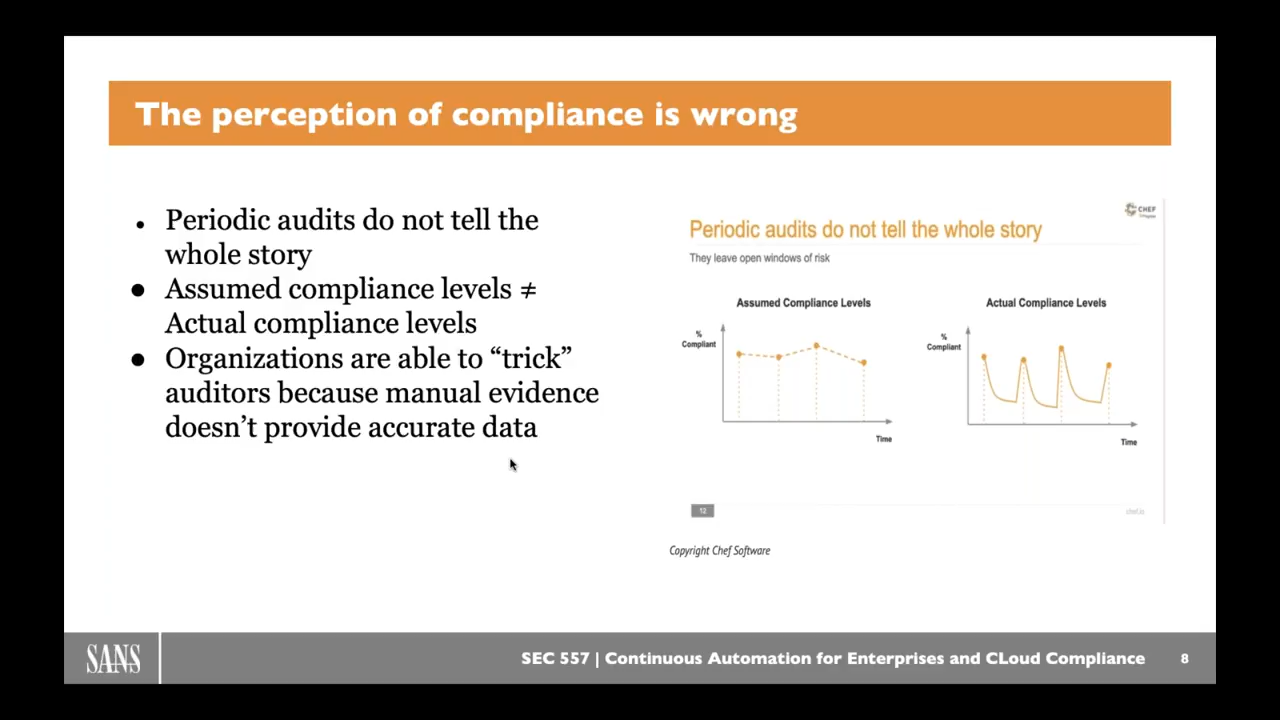 The perception of compliance is wrong
• Periodic audits do not tell the
whole story
● Assumed compliance levels ≠
Actual compliance levels
● Organizations are able to “trick”
auditors because manual evidence
doesn’t provide accurate data
CHEF
Periodic audits do not tell the whole story
They leave open windows of risk
Assumed Compliance Levels
%
Compliant
Time
Actual Compliance Levels
%
Compliant
Time
12
chef.io
Copyright Chef Software
SANS
SEC 557 | Continuous Automation for Enterprises and CLoud Compliance
8